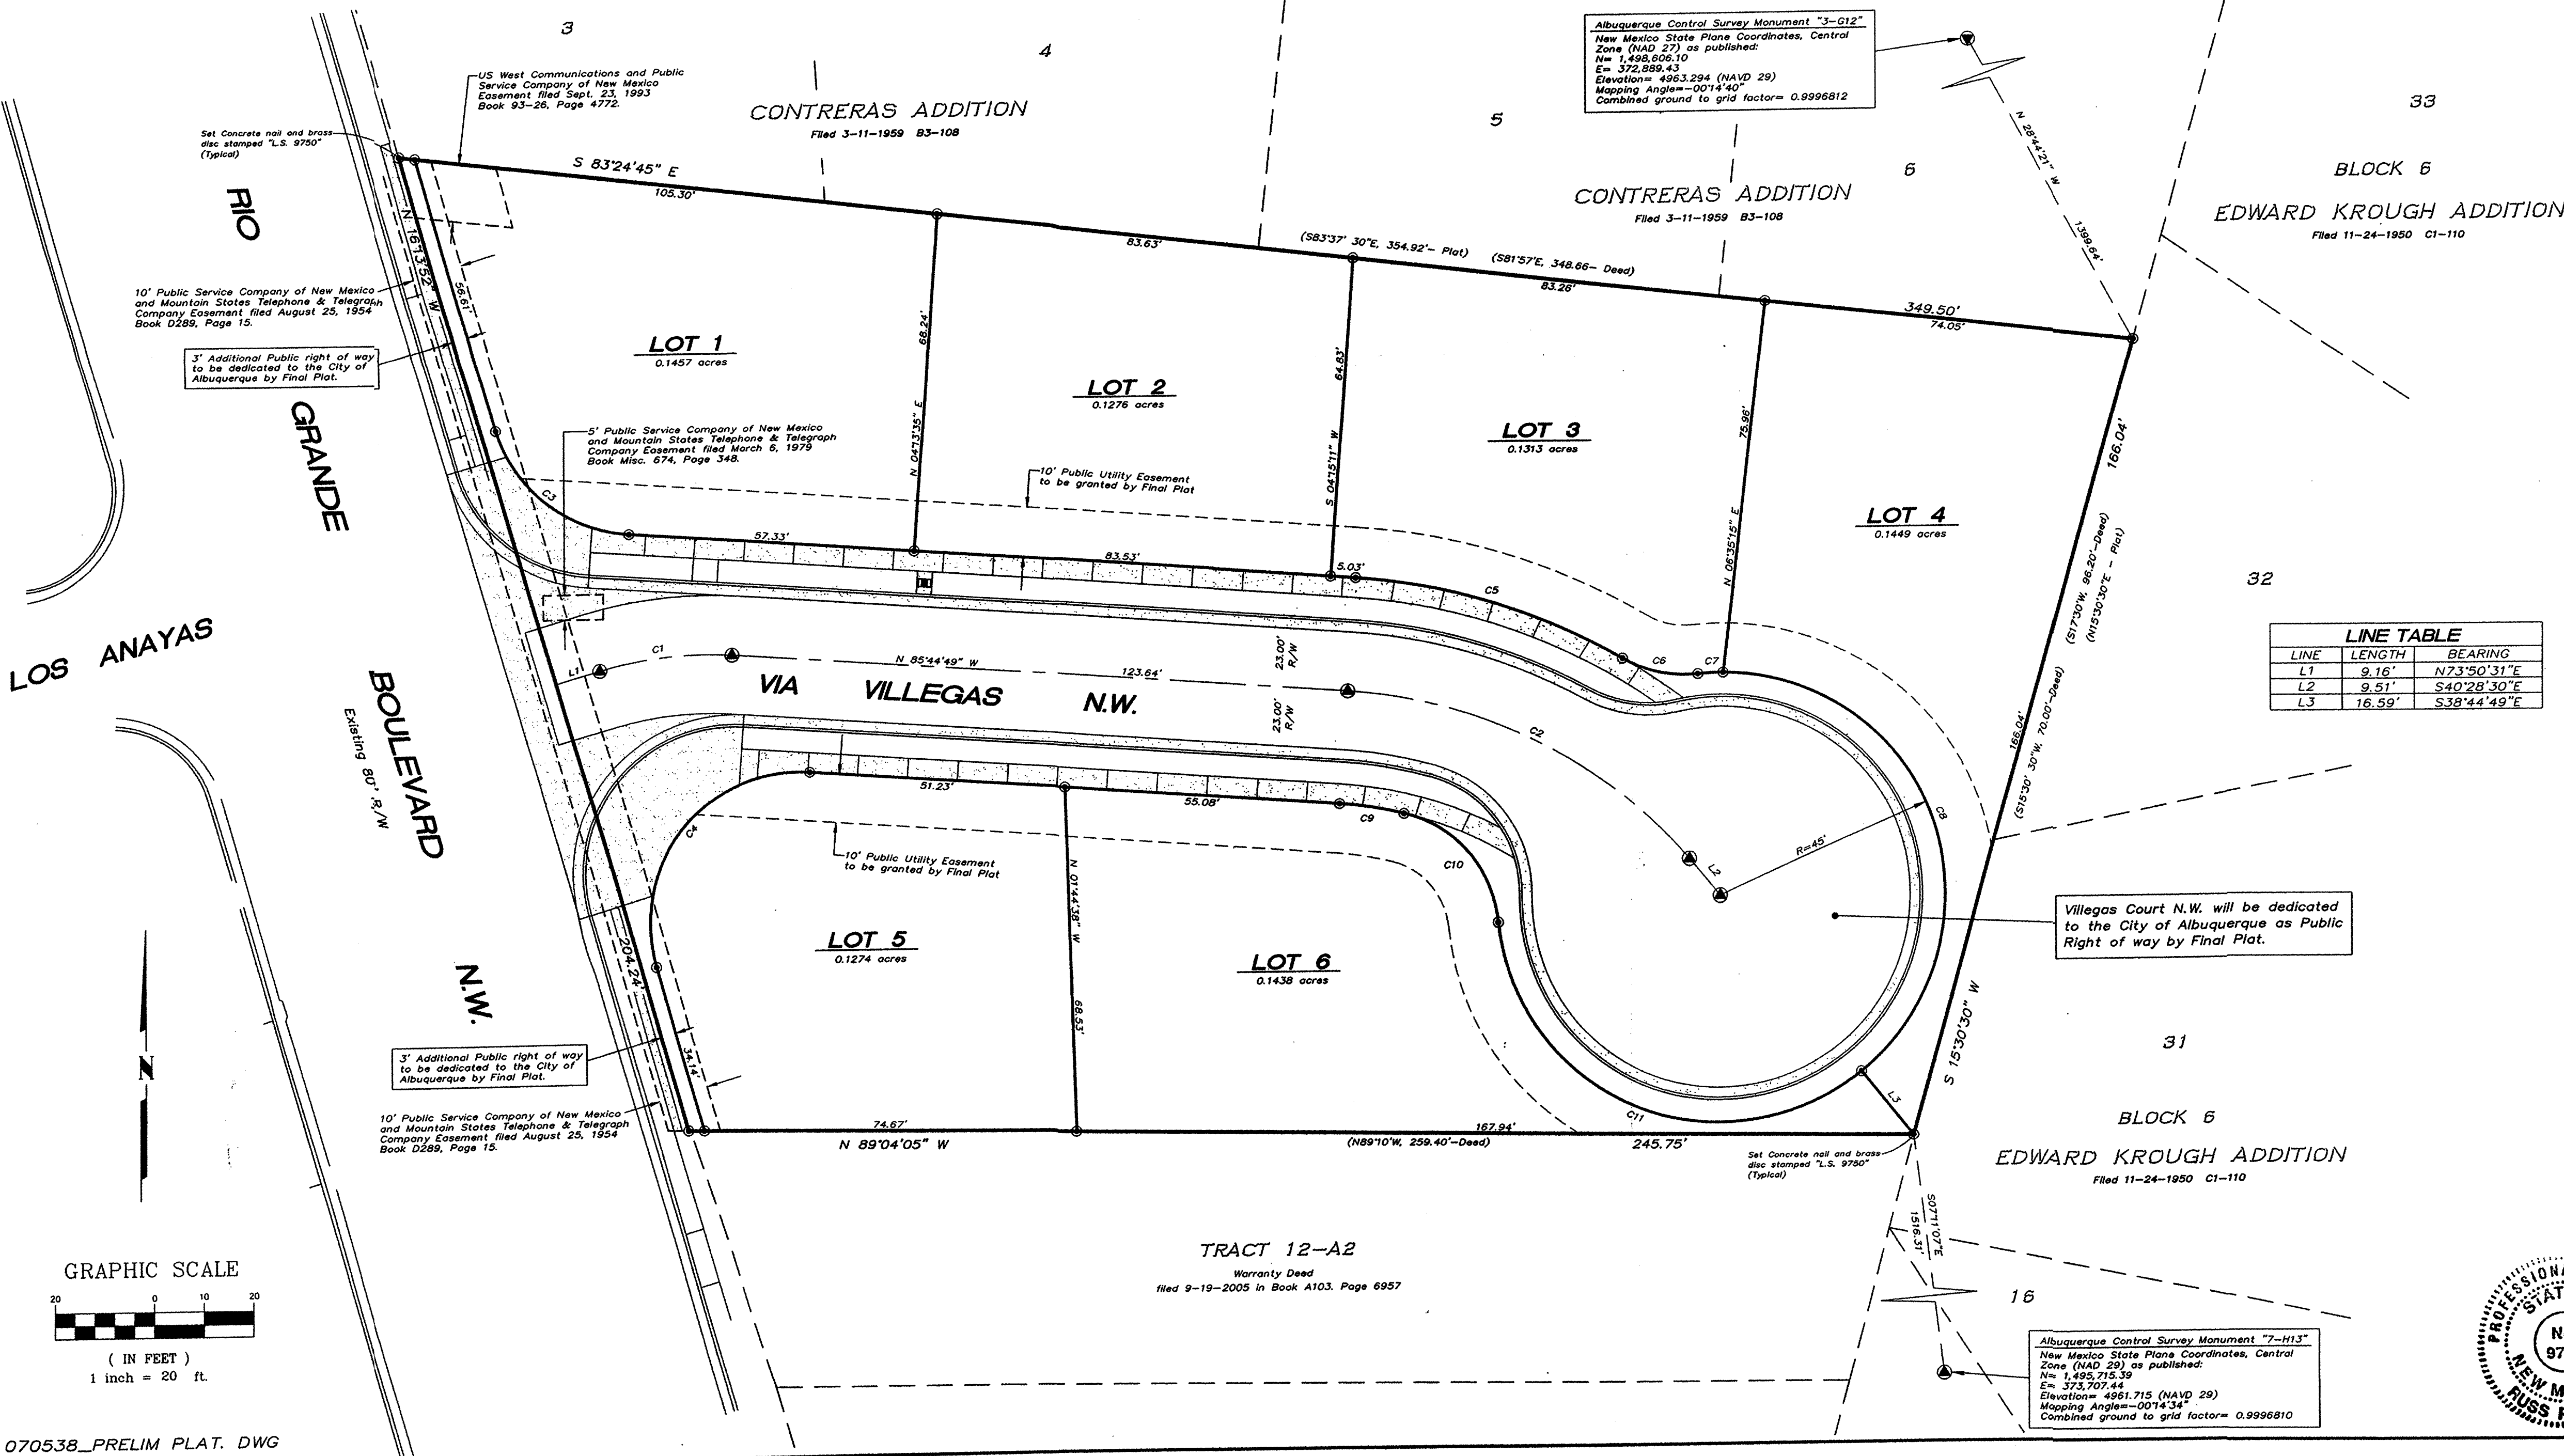 3
4
5
6
33
US West Communications and Public
Service Company of New Mexico
Easement filed Sept. 23, 1993
Book 93-26, Page 4772.
CONTRERAS ADDITION
Filed 3-11-1959 B3-108
Albuquerque Control Survey Monument "3-G12"
New Mexico State Plane Coordinates, Central
Zone (NAD 27) as published:
N= 1,498,606.10
E= 372,889.43
Elevation= 4963.294 (NAVD 29)
Mapping Angle=-00°14'40"
Combined ground to grid factor= 0.9996812
N 28°44'21" W
1399.64'
BLOCK 6
EDWARD KROUGH ADDITION
Filed 11-24-1950 C1-110
Set Concrete nail and brass
disc stamped "L.S. 9750"
(Typical)
S 83°24'45" E
105.30'
CONTRERAS ADDITION
Filed 3-11-1959 B3-108
83.63'
(S83°37' 30"E, 354.92'- Plat)
(S81°57'E, 348.66- Deed)
83.26'
349.50'
74.05'
RIO GRANDE BOULEVARD N.W.
Existing 80' R/W
N 16°13'52" W
56.61'
10' Public Service Company of New Mexico
and Mountain States Telephone & Telegraph
Company Easement filed August 25, 1954
Book D289, Page 15.
3' Additional Public right of way
to be dedicated to the City of
Albuquerque by Final Plat.
LOT 1
0.1457 acres
68.24'
N 04°13'35" E
LOT 2
0.1276 acres
64.83'
S 04°15'11" W
LOT 3
0.1313 acres
75.96'
N 06°35'15" E
LOT 4
0.1449 acres
166.04'
(S17°30'W, 96.20'-Deed)
(N15°30'30"E - Plat)
5' Public Service Company of New Mexico
and Mountain States Telephone & Telegraph
Company Easement filed March 6, 1979
Book Misc. 674, Page 348.
10' Public Utility Easement
to be granted by Final Plat
C3
57.33'
83.53'
5.03'
C5
C6
C7
32
LINE TABLE
LINE LENGTH BEARING
L1 9.16' N73°50'31"E
L2 9.51' S40°28'30"E
L3 16.59' S38°44'49"E
LOS ANAYAS
L1
C1
N 85°44'49" W
123.64'
23.00'
R/W
23.00'
R/W
VIA VILLEGAS N.W.
C2
166.04'
(S15°30' 30"W, 70.00'-Deed)
51.23'
55.08'
C9
C10
C4
C8
R=45'
L2
10' Public Utility Easement
to be granted by Final Plat
N 01°44'38" W
68.53'
LOT 5
0.1274 acres
LOT 6
0.1438 acres
Villegas Court N.W. will be dedicated
to the City of Albuquerque as Public
Right of way by Final Plat.
204.24'
34.14'
S 15°30'30" W
31
N
3' Additional Public right of way
to be dedicated to the City of
Albuquerque by Final Plat.
10' Public Service Company of New Mexico
and Mountain States Telephone & Telegraph
Company Easement filed August 25, 1954
Book D289, Page 15.
L3
C11
74.67'
N 89°04'05" W
167.94'
(N89°10'W, 259.40'-Deed)
245.75'
Set Concrete nail and brass
disc stamped "L.S. 9750"
(Typical)
BLOCK 6
EDWARD KROUGH ADDITION
Filed 11-24-1950 C1-110
S07°11'07"E
1516.31'
TRACT 12-A2
Warranty Deed
filed 9-19-2005 in Book A103. Page 6957
16
GRAPHIC SCALE
20 0 10 20
( IN FEET )
1 inch = 20 ft.
Albuquerque Control Survey Monument "7-H13"
New Mexico State Plane Coordinates, Central
Zone (NAD 29) as published:
N= 1,495,715.39
E= 373,707.44
Elevation= 4961.715 (NAVD 29)
Mapping Angle=-00°14'34"
Combined ground to grid factor= 0.9996810
070538_PRELIM PLAT. DWG